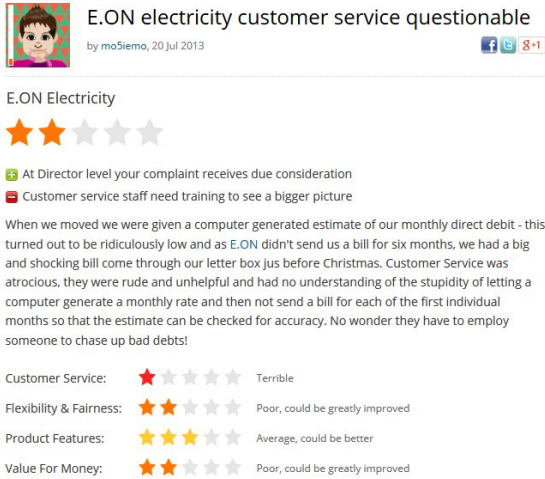 E.ON electricity customer service questionable
by mo5iemo, 20 Jul 2013
f g+1
E.ON Electricity
At Director level your complaint receives due consideration
Customer service staff need training to see a bigger picture
When we moved we were given a computer generated estimate of our monthly direct debit - this
turned out to be ridiculously low and as E.ON didn't send us a bill for six months, we had a big
and shocking bill come through our letter box jus before Christmas. Customer Service was
atrocious, they were rude and unhelpful and had no understanding of the stupidity of letting a
computer generate a monthly rate and then not send a bill for each of the first individual
months so that the estimate can be checked for accuracy. No wonder they have to employ
someone to chase up bad debts!
Customer Service: Terrible
Flexibility & Fairness: Poor, could be greatly improved
Product Features: Average, could be better
Value For Money: Poor, could be greatly improved